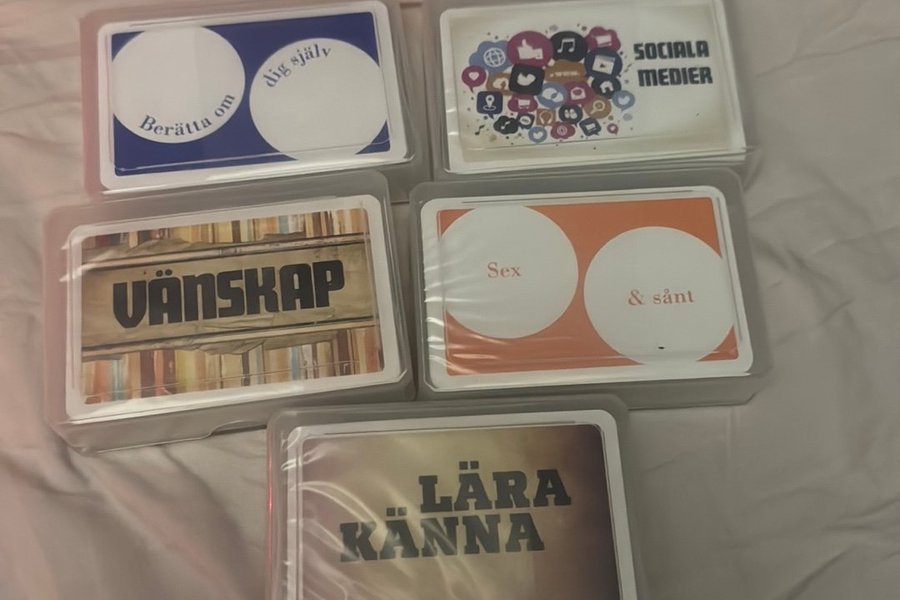 Berätta om
dig själv
SOCIALA
MEDIER
VÄNSKAP
Sex
& sånt
LÄRA
KÄNNA